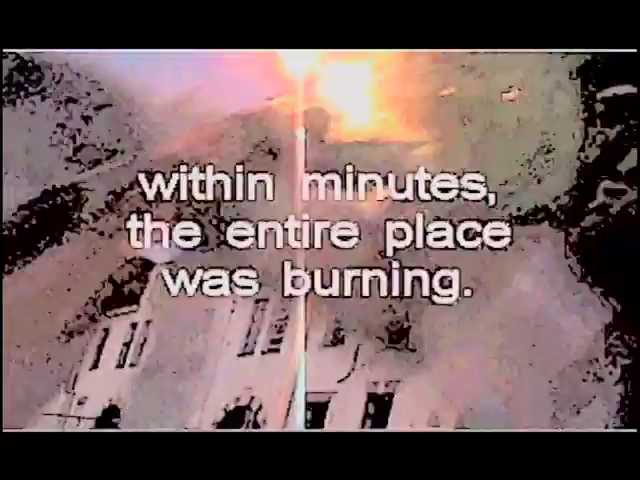 within minutes,
the entire place
was burning.